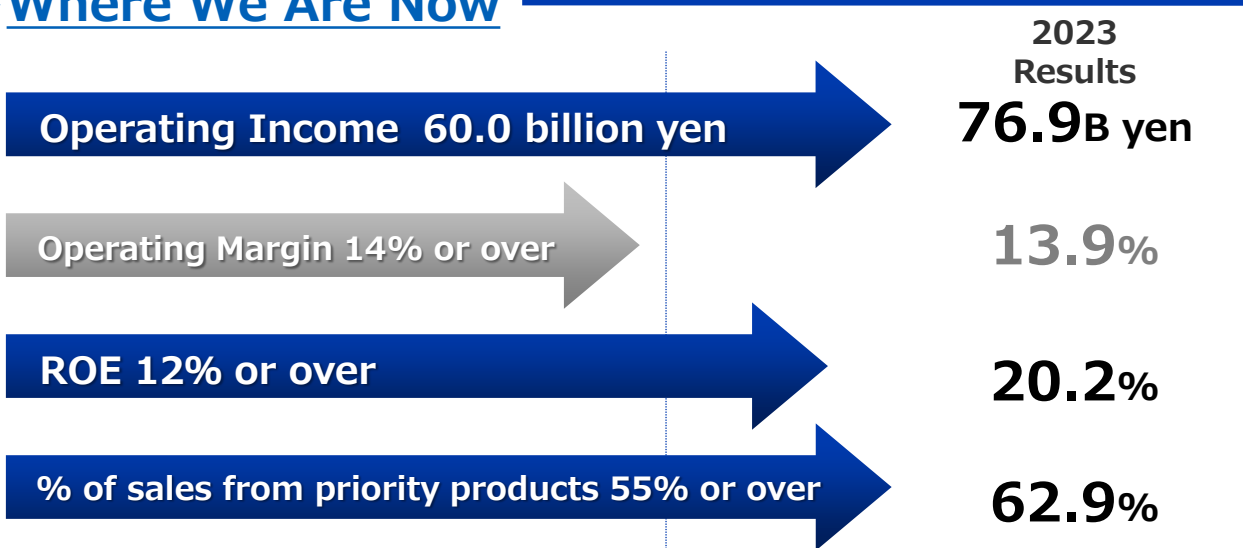 Where We Are Now
2023
Results
Operating Income 60.0 billion yen
76.9B yen
Operating Margin 14% or over
13.9%
ROE 12% or over
20.2%
% of sales from priority products 55% or over
62.9%